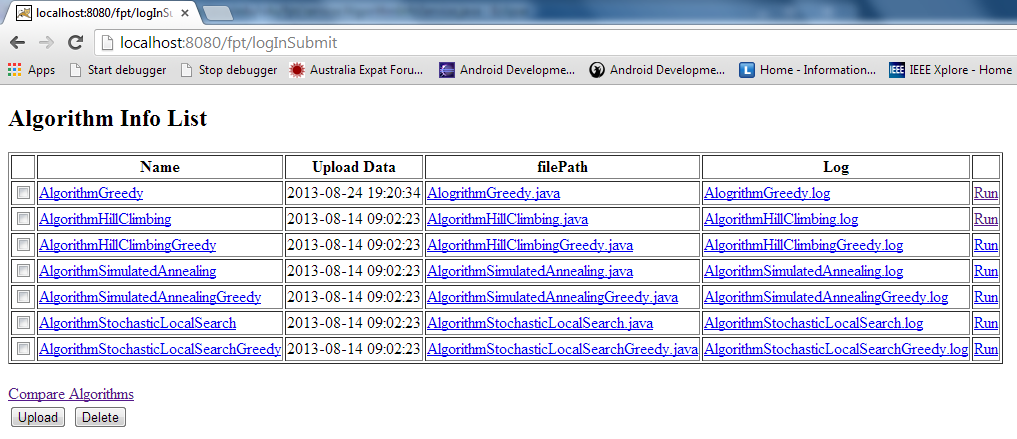 localhost:8080/fpt/logInSu
localhost:8080/fpt/logInSubmit
Apps Start debugger Stop debugger Australia Expat Foru... Android Developme... Android Developme... L Home - Information... IEEE IEEE Xplore - Home
Algorithm Info List
Name Upload Data filePath Log
AlgorithmGreedy 2013-08-24 19:20:34 AlogrithmGreedy.java AlogrithmGreedy.log Run
AlgorithmHillClimbing 2013-08-14 09:02:23 AlgorithmHillClimbing.java AlgorithmHillClimbing.log Run
AlgorithmHillClimbingGreedy 2013-08-14 09:02:23 AlgorithmHillClimbingGreedy.java AlgorithmHillClimbingGreedy.log Run
AlgorithmSimulatedAnnealing 2013-08-14 09:02:23 AlgorithmSimulatedAnnealing.java AlgorithmSimulatedAnnealing.log Run
AlgorithmSimulatedAnnealingGreedy 2013-08-14 09:02:23 AlgorithmSimulatedAnnealingGreedy.java AlgorithmSimulatedAnnealingGreedy.log Run
AlgorithmStochasticLocalSearch 2013-08-14 09:02:23 AlgorithmStochasticLocalSearch.java AlgorithmStochasticLocalSearch.log Run
AlgorithmStochasticLocalSearchGreedy 2013-08-14 09:02:23 AlgorithmStochasticLocalSearchGreedy.java AlgorithmStochasticLocalSearchGreedy.log Run
Compare Algorithms
Upload Delete